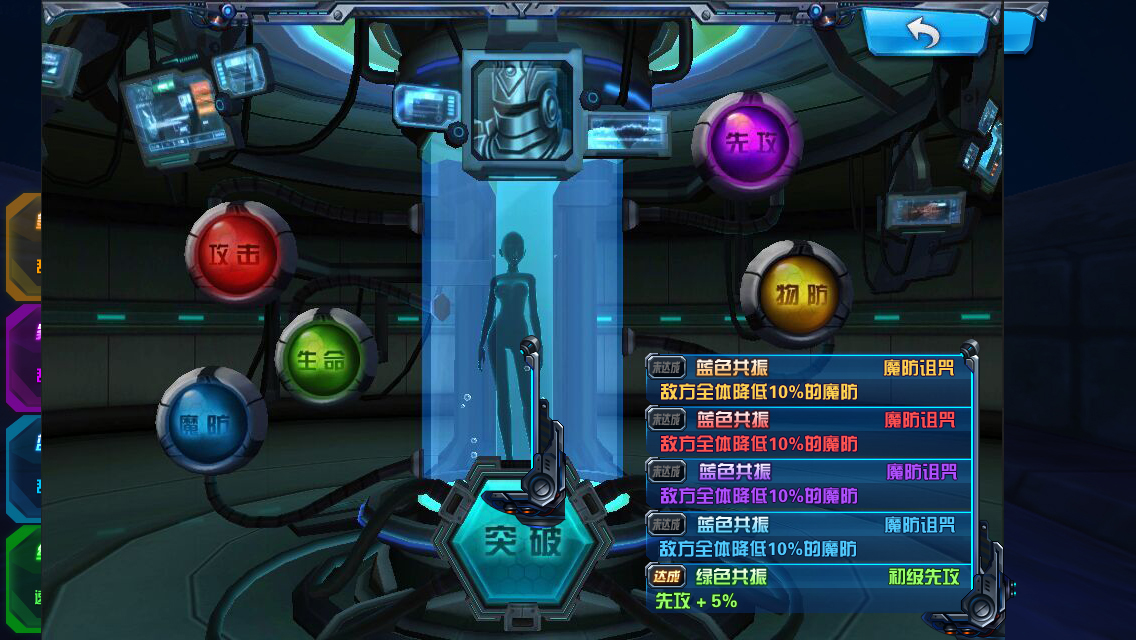 先攻
攻击
物防
生命
魔防
突破
未达成 蓝色共振 魔防诅咒
敌方全体降低10%的魔防
未达成 蓝色共振 魔防诅咒
敌方全体降低10%的魔防
未达成 蓝色共振 魔防诅咒
敌方全体降低10%的魔防
未达成 蓝色共振 魔防诅咒
敌方全体降低10%的魔防
达成 绿色共振 初级先攻
先攻 + 5%